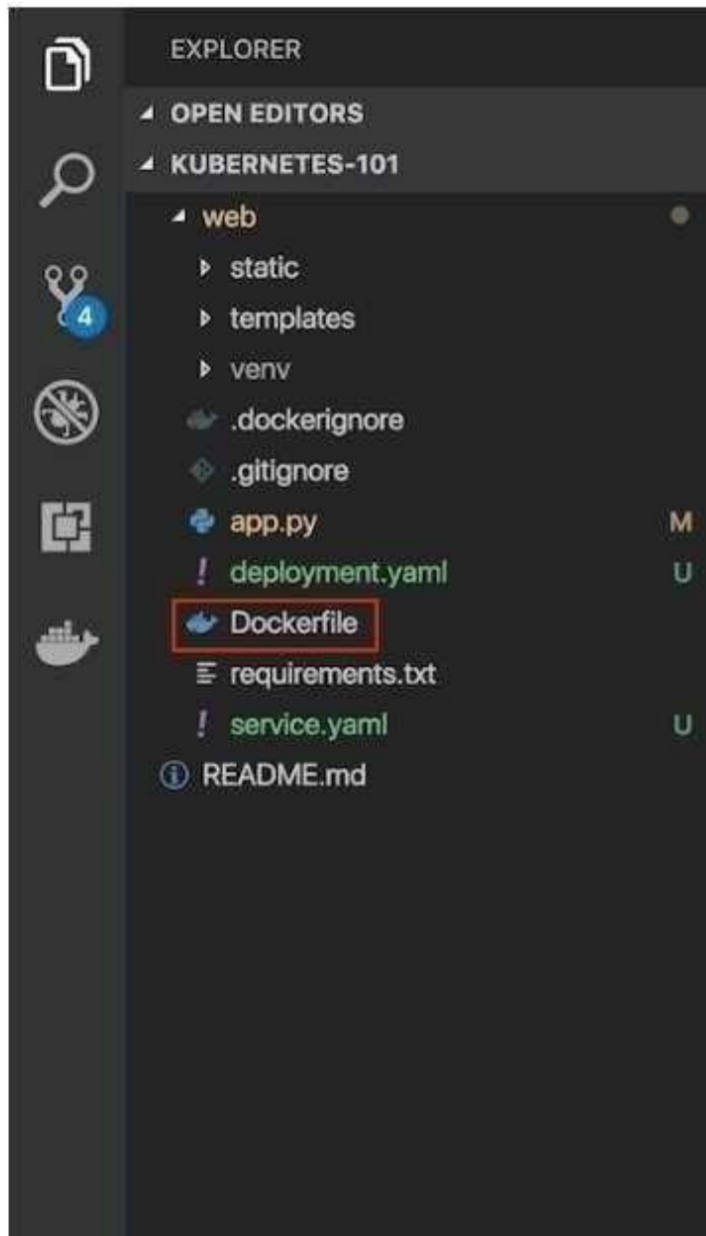 EXPLORER
OPEN EDITORS
KUBERNETES-101
web
static
4
templates
venv
.dockerignore
.gitignore
app.py M
deployment.yaml U
Dockerfile
requirements.txt
service.yaml U
README.md